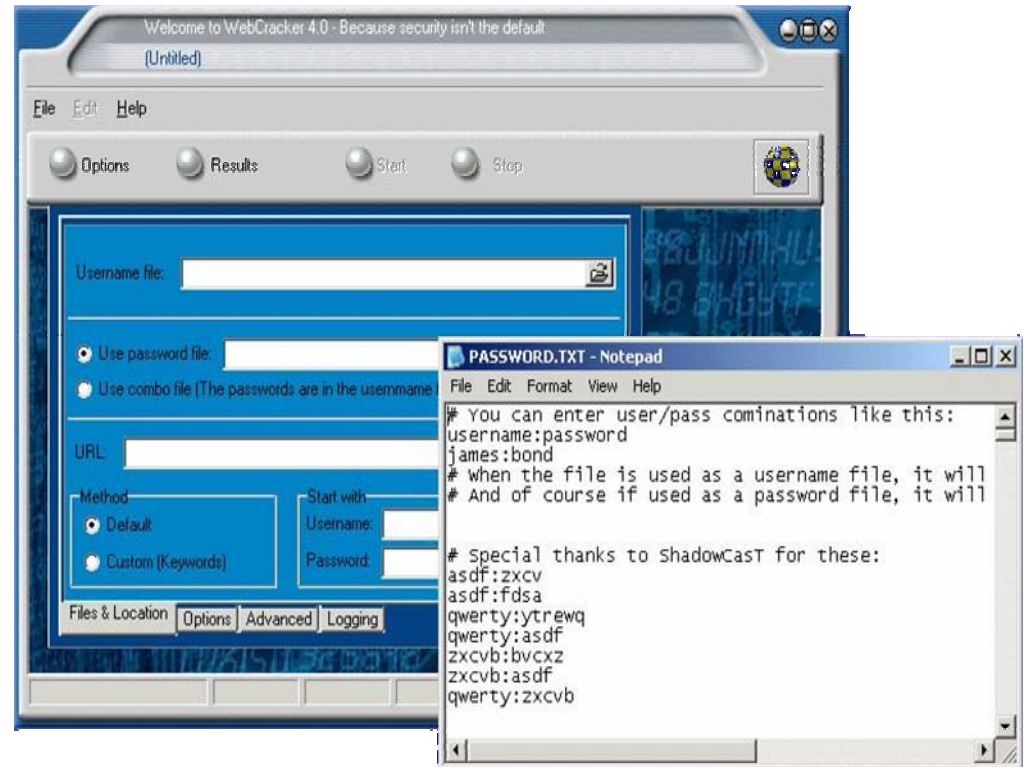 Welcome to WebCracker 4.0 - Because security isn't the default
(Untitled)
File Edit Help
Options Results Start Stop
Username file:
Use password file:
Use combo file (The passwords are in the usernmame
URL:
Method
Default
Custom (Keywords)
Start with
Username:
Password:
Files & Location Options Advanced Logging
PASSWORD.TXT - Notepad
File Edit Format View Help
# You can enter user/pass cominations like this:
username:password
james:bond
# When the file is used as a username file, it will
# And of course if used as a password file, it will
# Special thanks to ShadowCasT for these:
asdf:zxcv
asdf:fdsa
qwerty:ytrewq
qwerty:asdf
zxcvb:bvcxz
zxcvb:asdf
qwerty:zxcvb